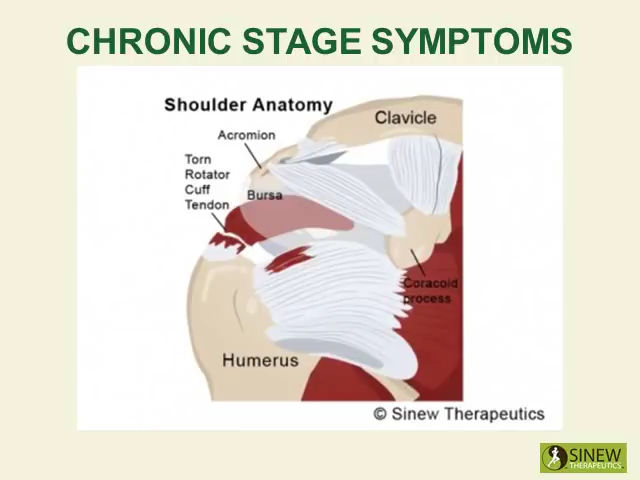 CHRONIC STAGE SYMPTOMS
Shoulder Anatomy
Clavicle
Acromion
Torn
Rotator
Cuff
Tendon
Bursa
Coracoid
process
Humerus
© Sinew Therapeutics
SINEW
THERAPEUTICS